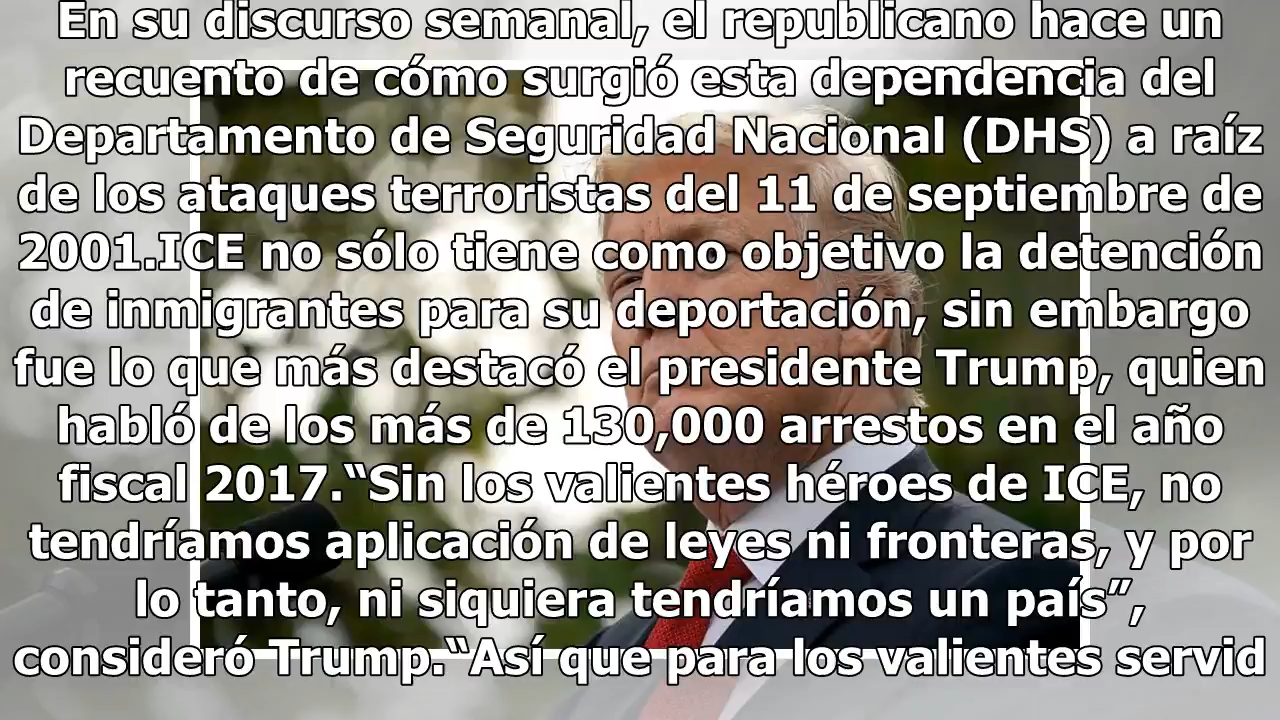 En su discurso semanal, el republicano hace un
recuento de cómo surgió esta dependencia del
Departamento de Seguridad Nacional (DHS) a raíz
de los ataques terroristas del 11 de septiembre de
2001.ICE no sólo tiene como objetivo la detención
de inmigrantes para su deportación, sin embargo
fue lo que más destacó el presidente Trump, quien
habló de los más de 130,000 arrestos en el año
fiscal 2017.“Sin los valientes héroes de ICE, no
tendríamos aplicación de leyes ni fronteras, y por
lo tanto, ni siquiera tendríamos un país”,
consideró Trump.“Así que para los valientes servid